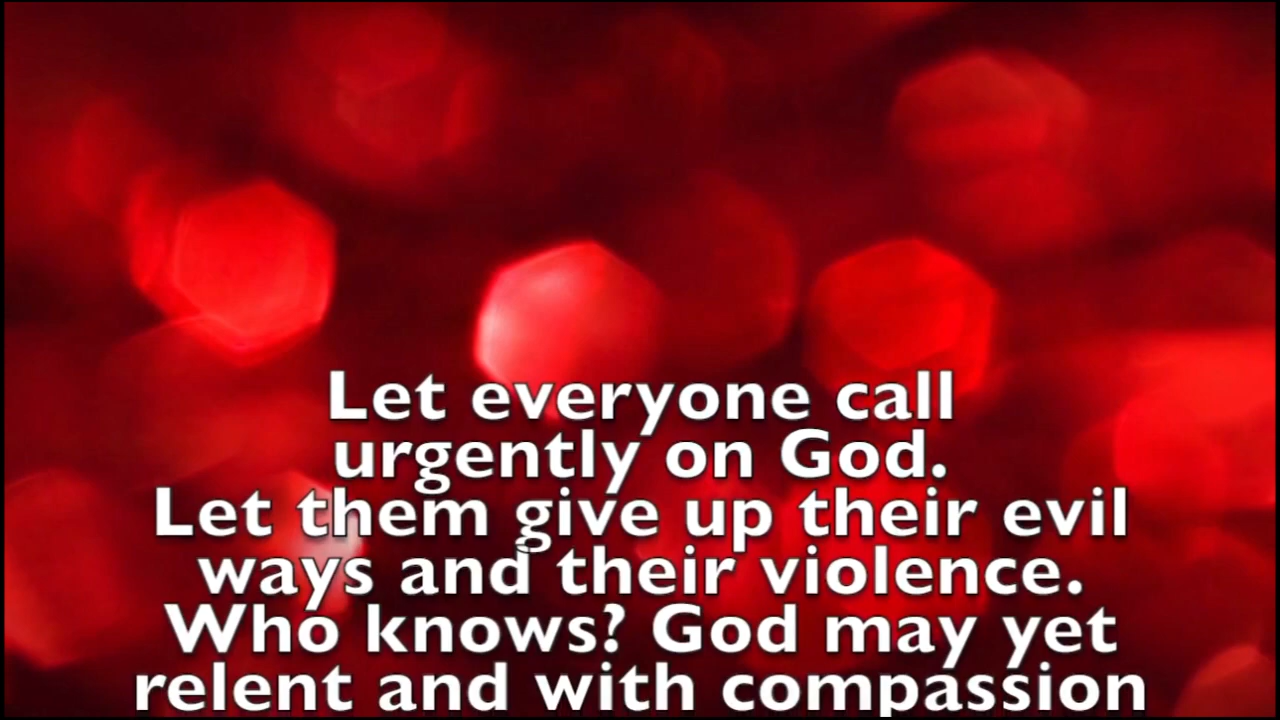 Let everyone call
urgently on God.
Let them give up their evil
ways and their violence.
Who knows? God may yet
relent and with compassion